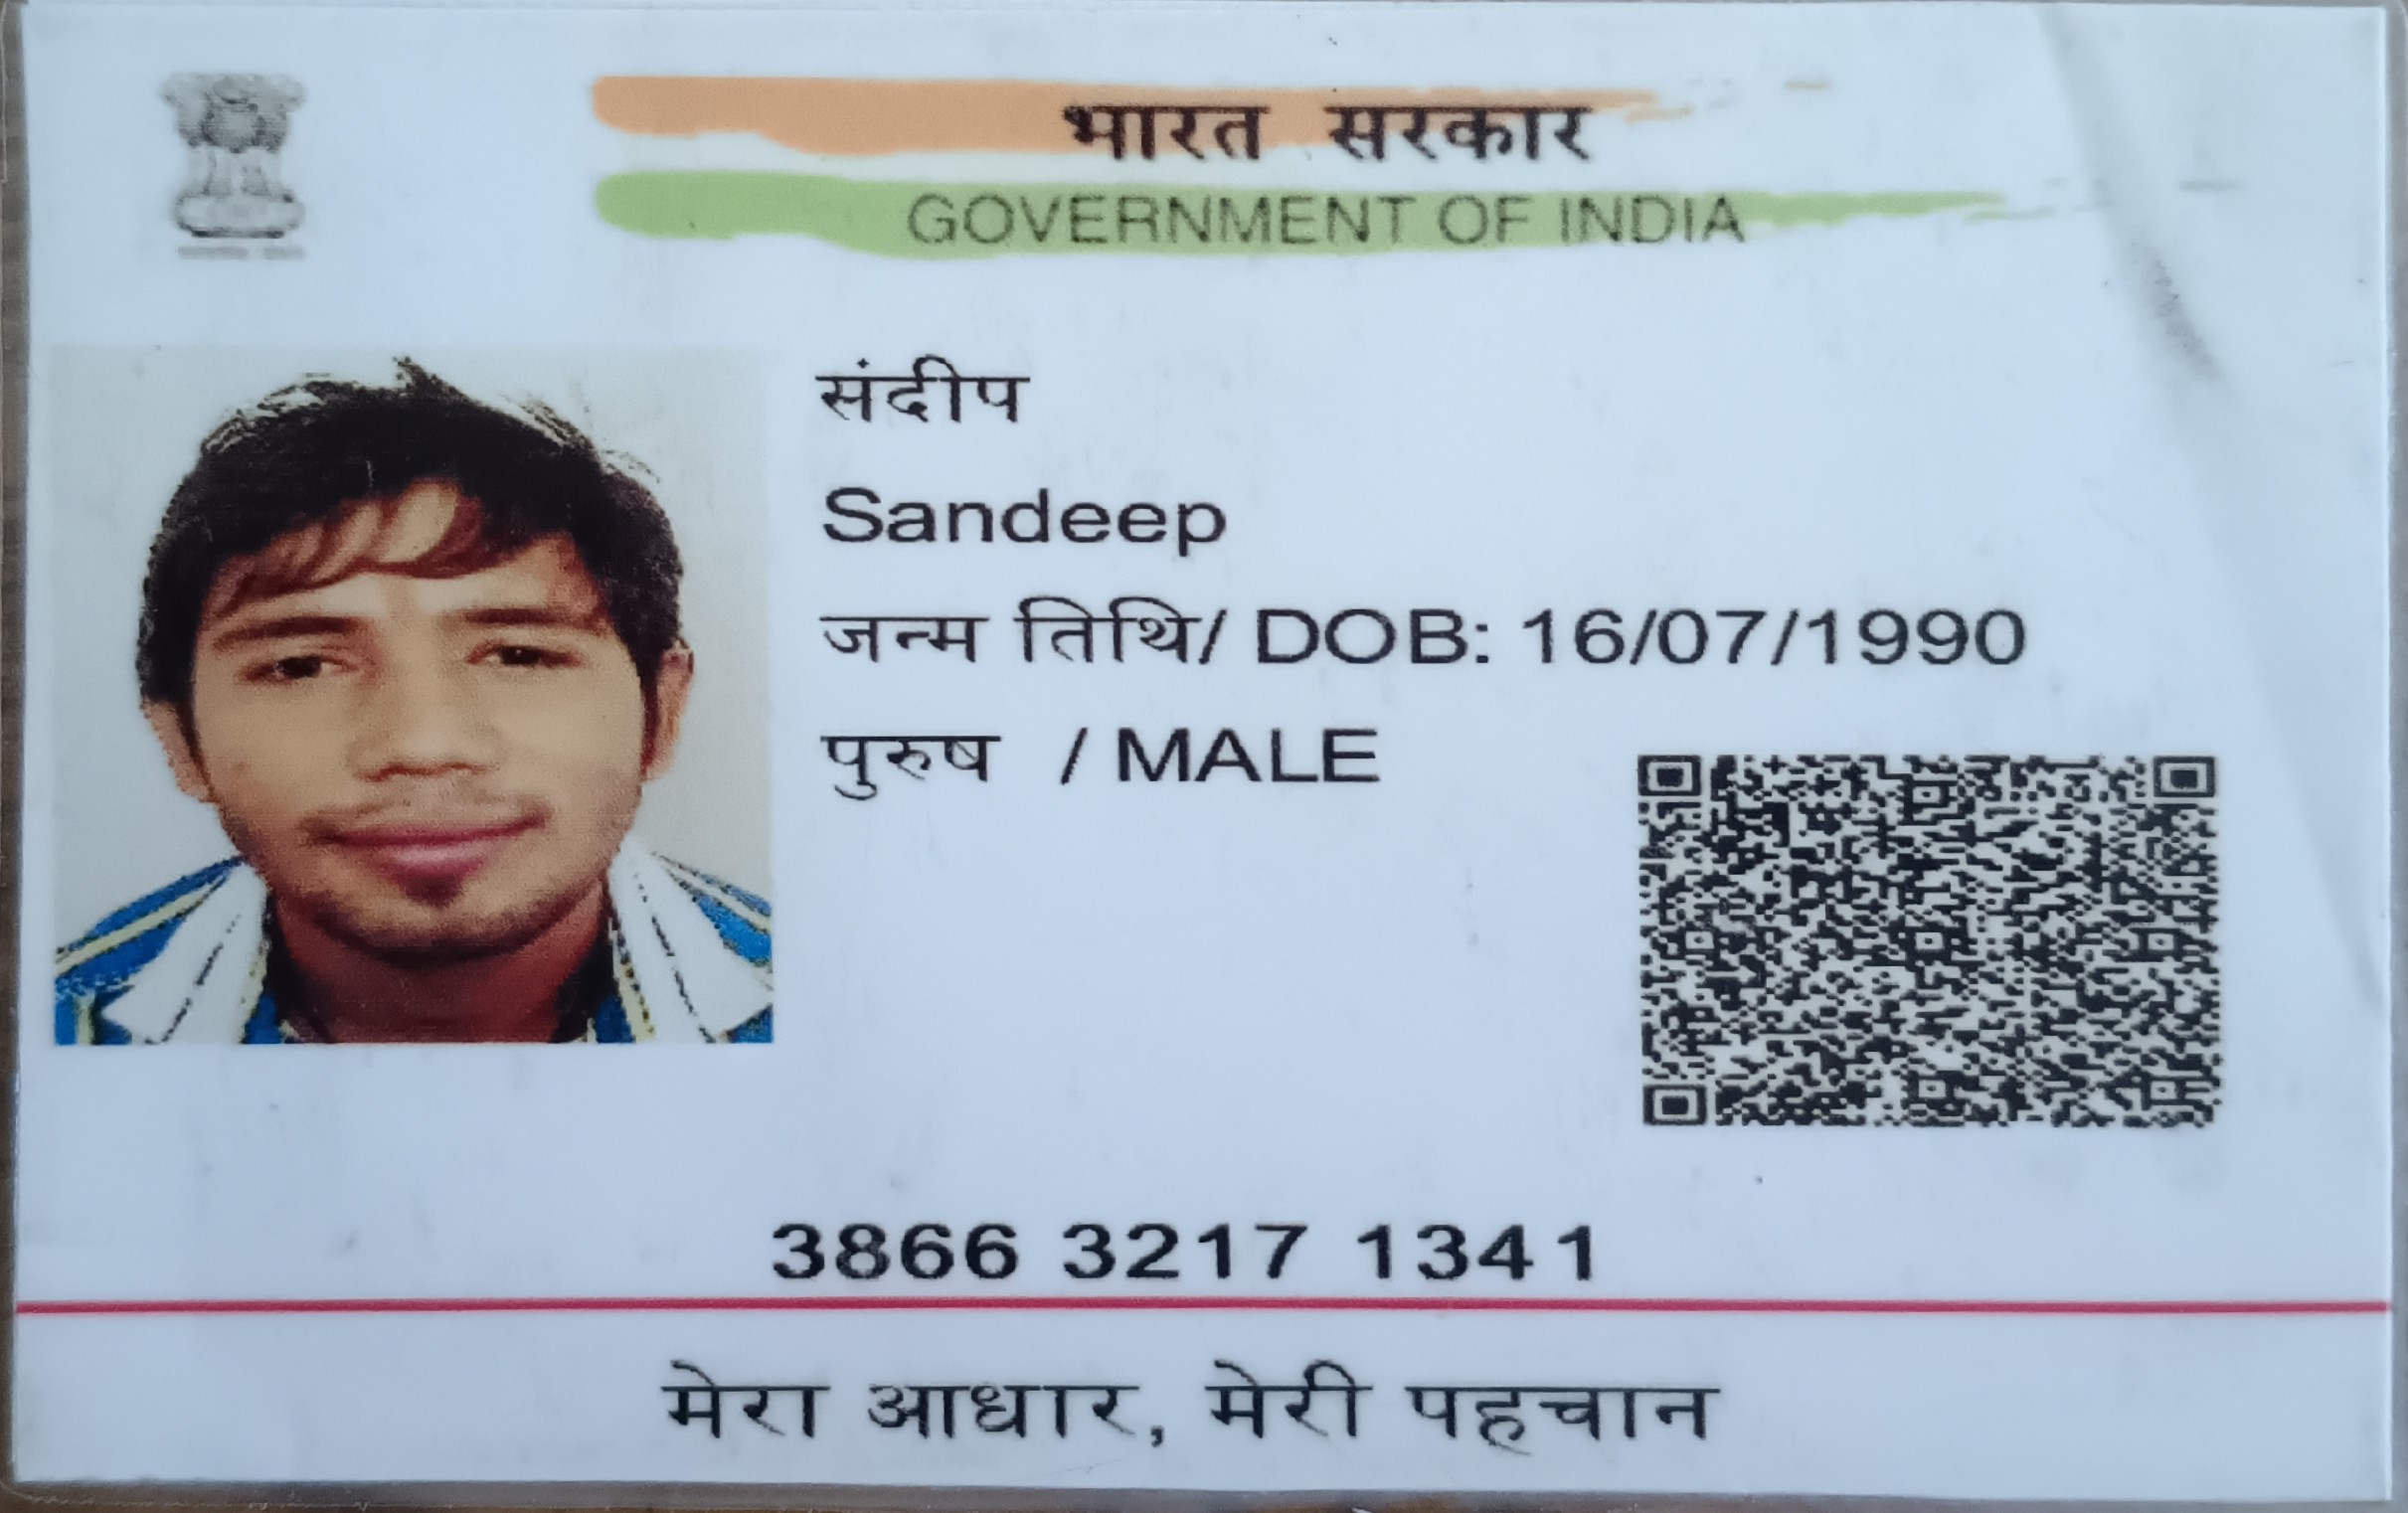 भारत सरकार
GOVERNMENT OF INDIA
संदीप
Sandeep
जन्म तिथि/ DOB: 16/07/1990
पुरुष / MALE
3866 3217 1341
मेरा आधार, मेरी पहचान